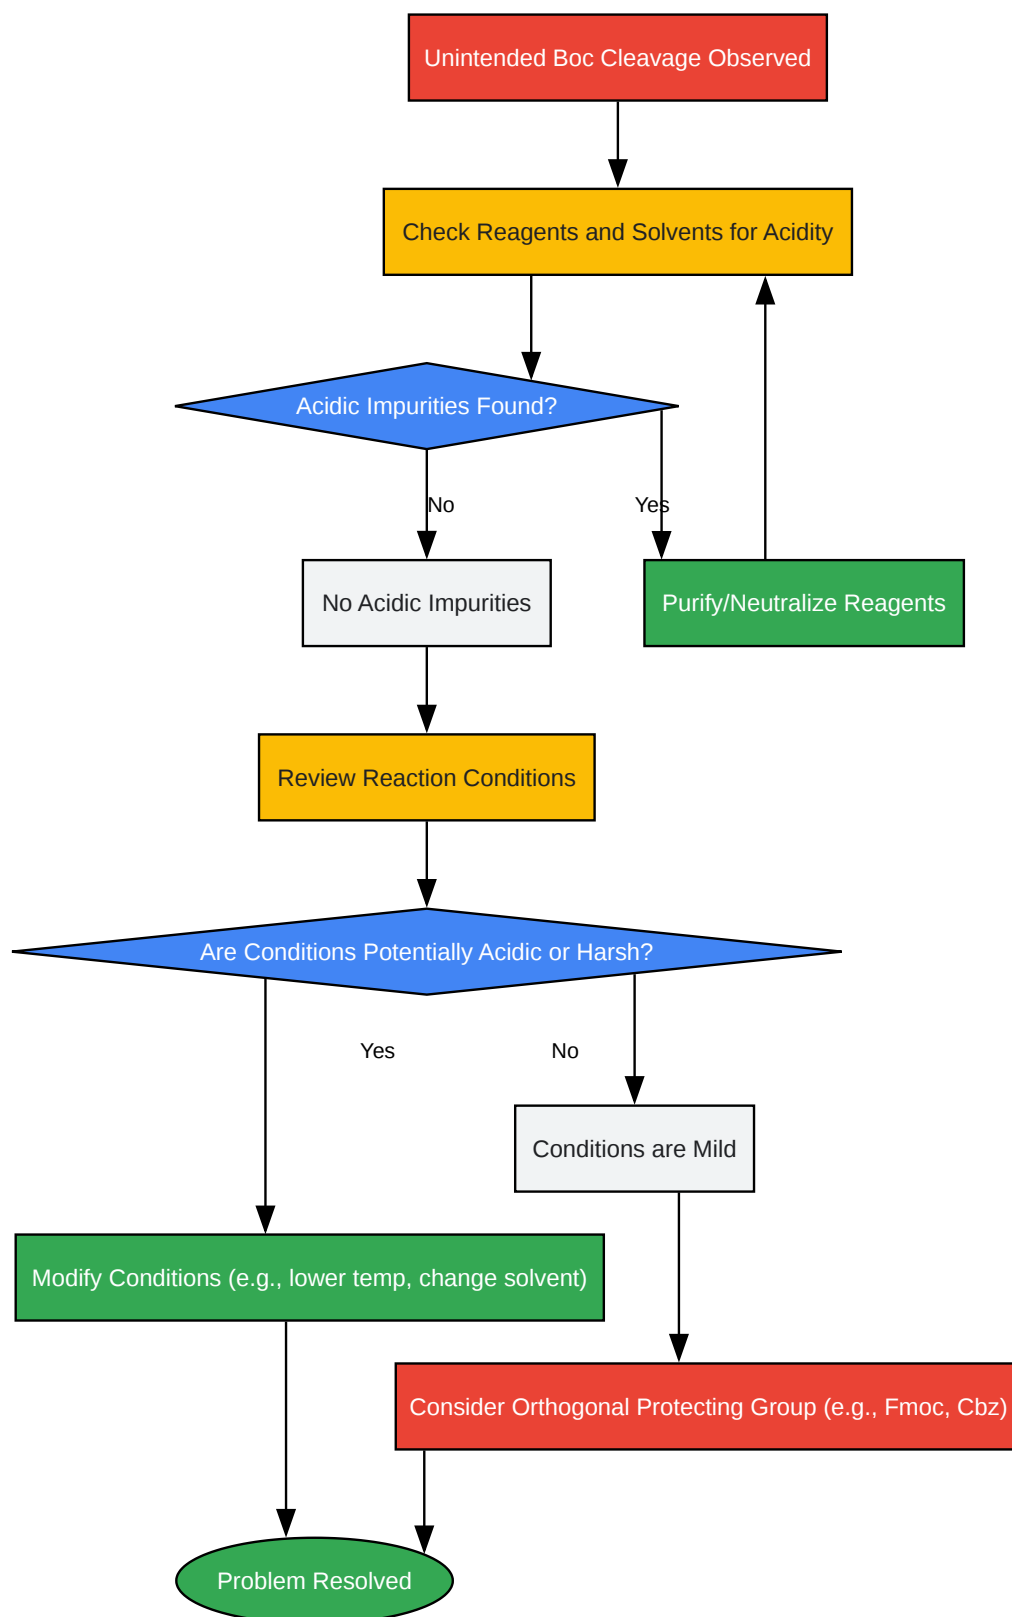 Unintended Boc Cleavage Observed
Check Reagents and Solvents for Acidity
Acidic Impurities Found?
No
Yes
No Acidic Impurities
Purify/Neutralize Reagents
Review Reaction Conditions
Are Conditions Potentially Acidic or Harsh?
Yes
No
Conditions are Mild
Modify Conditions (e.g., lower temp, change solvent)
Consider Orthogonal Protecting Group (e.g., Fmoc, Cbz)
Problem Resolved